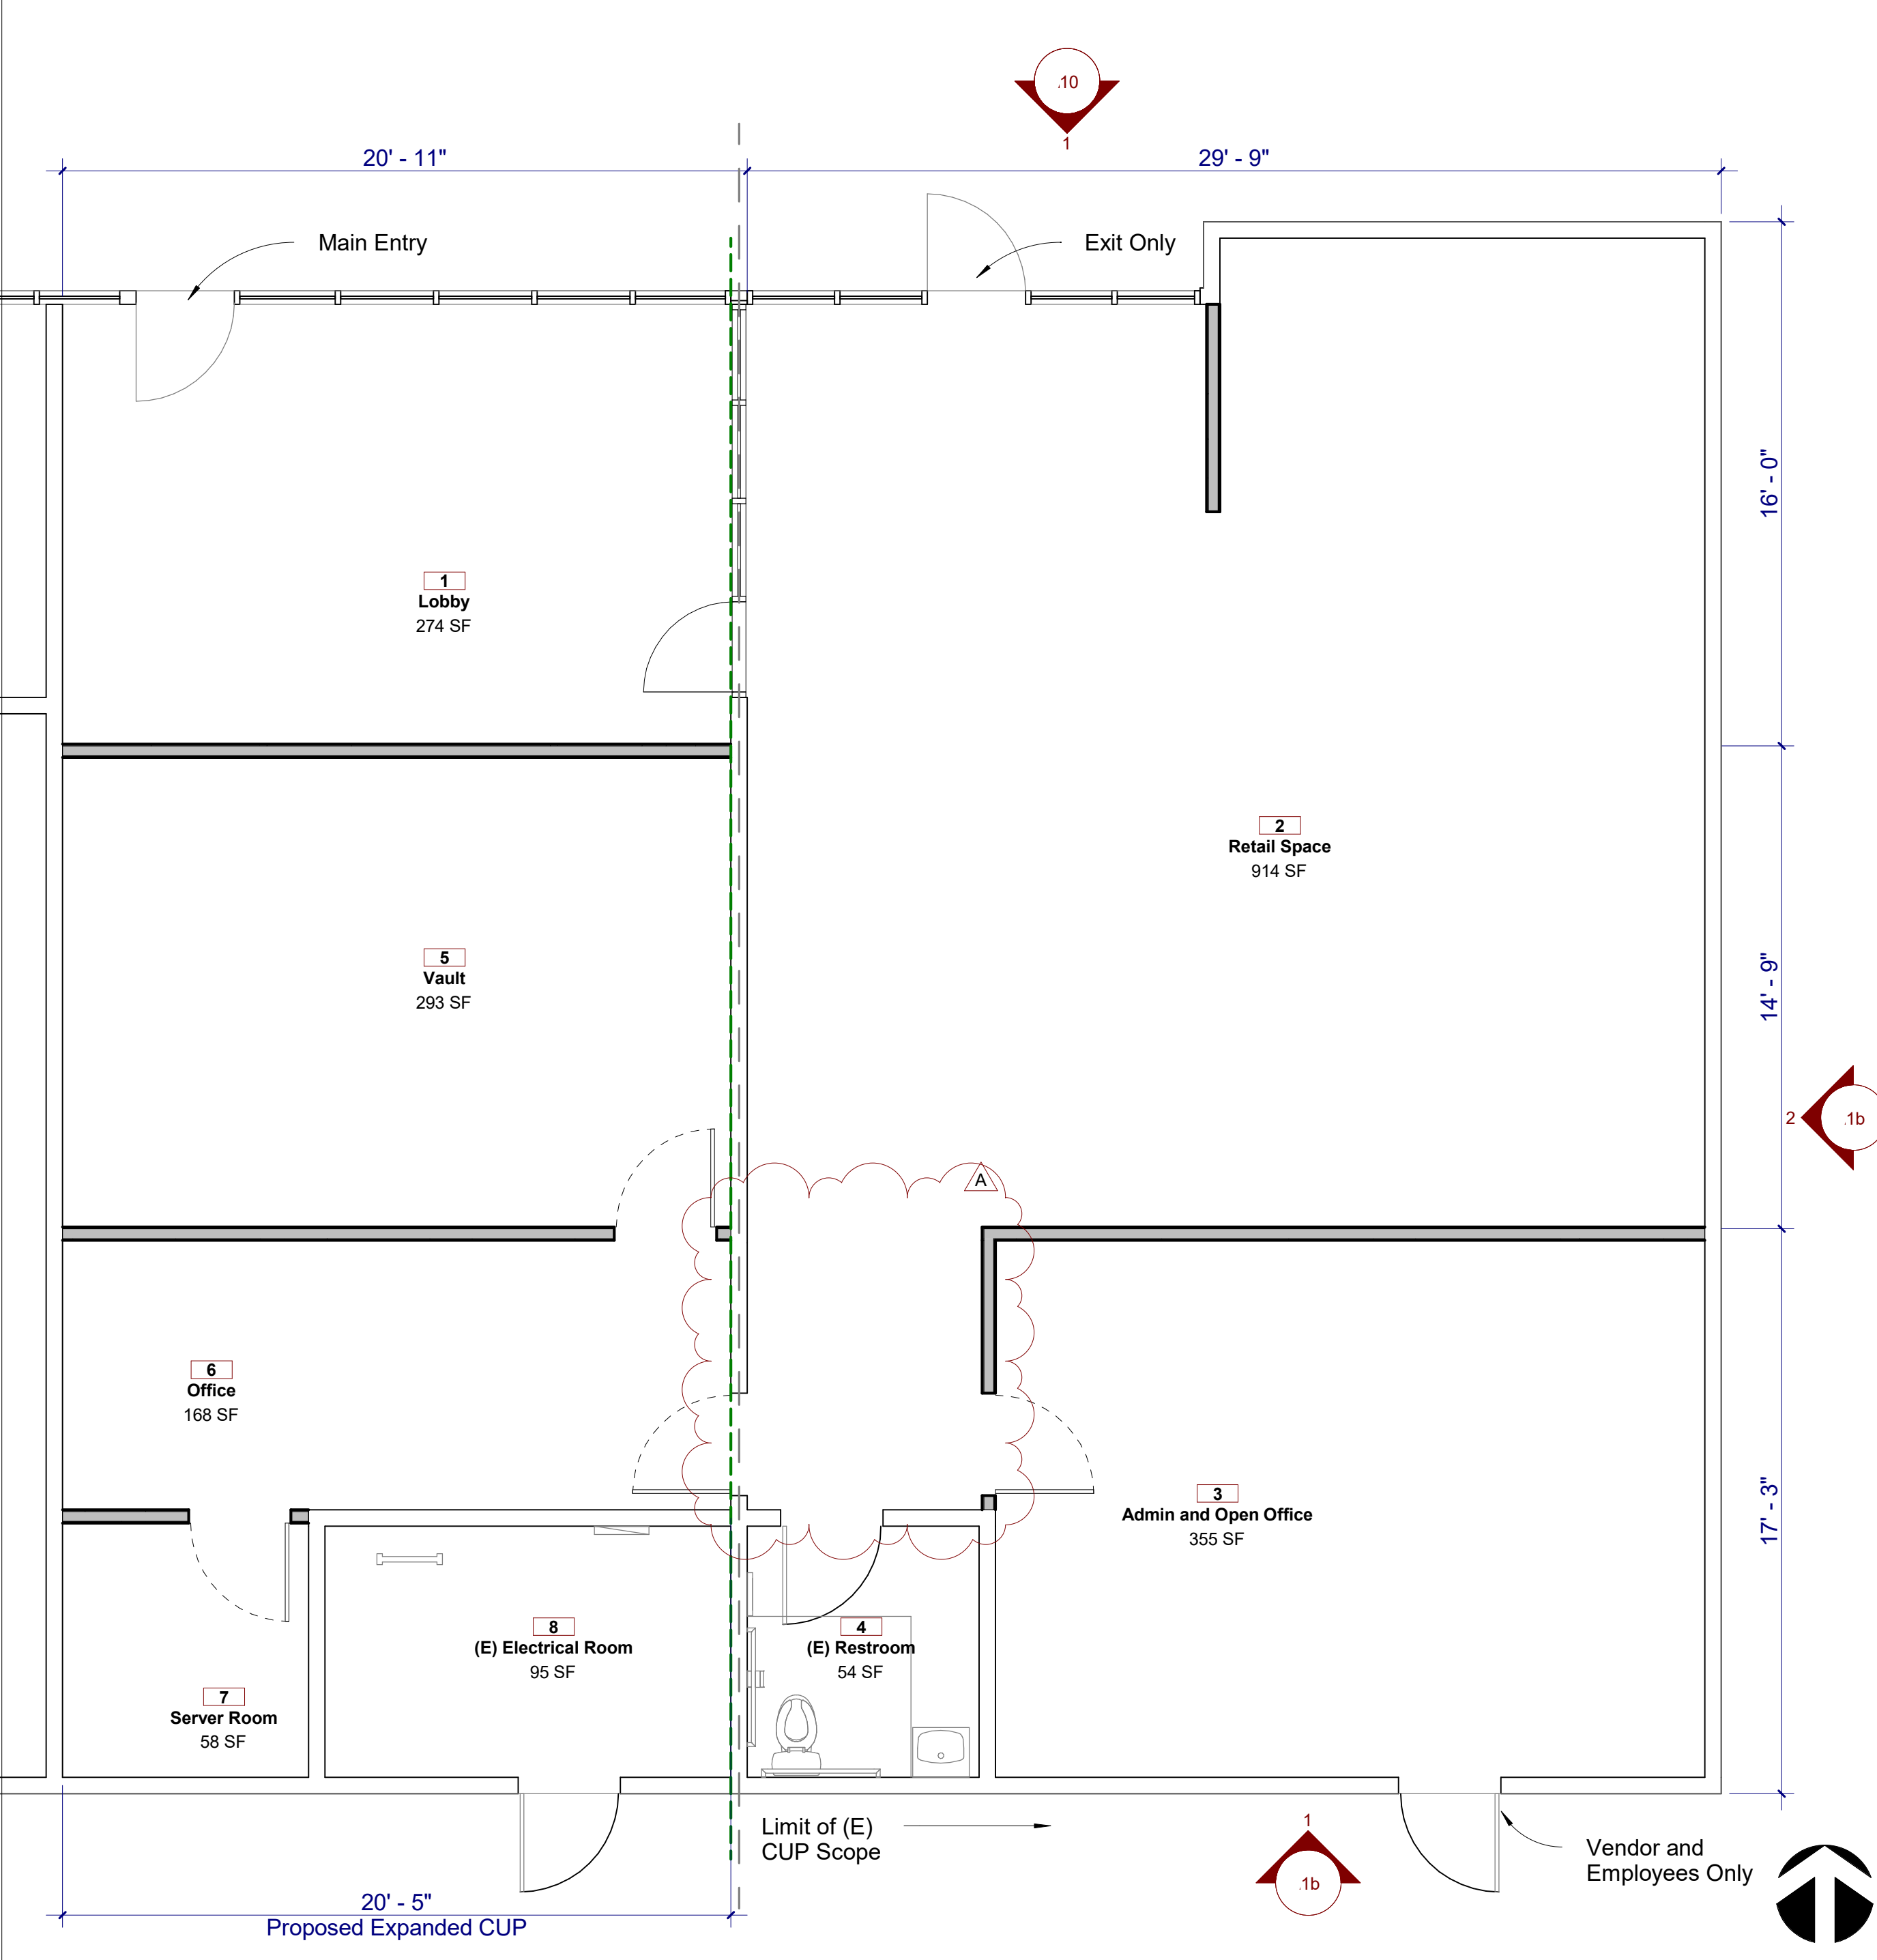 .10
1
20' - 11"
29' - 9"
Main Entry
Exit Only
16' - 0"
1
Lobby
274 SF
2
Retail Space
914 SF
5
Vault
293 SF
14' - 9"
2
.1b
A
6
Office
168 SF
3
Admin and Open Office
355 SF
17' - 3"
8
(E) Electrical Room
95 SF
4
(E) Restroom
54 SF
7
Server Room
58 SF
Limit of (E)
CUP Scope
1
.1b
Vendor and
Employees Only
20' - 5"
Proposed Expanded CUP